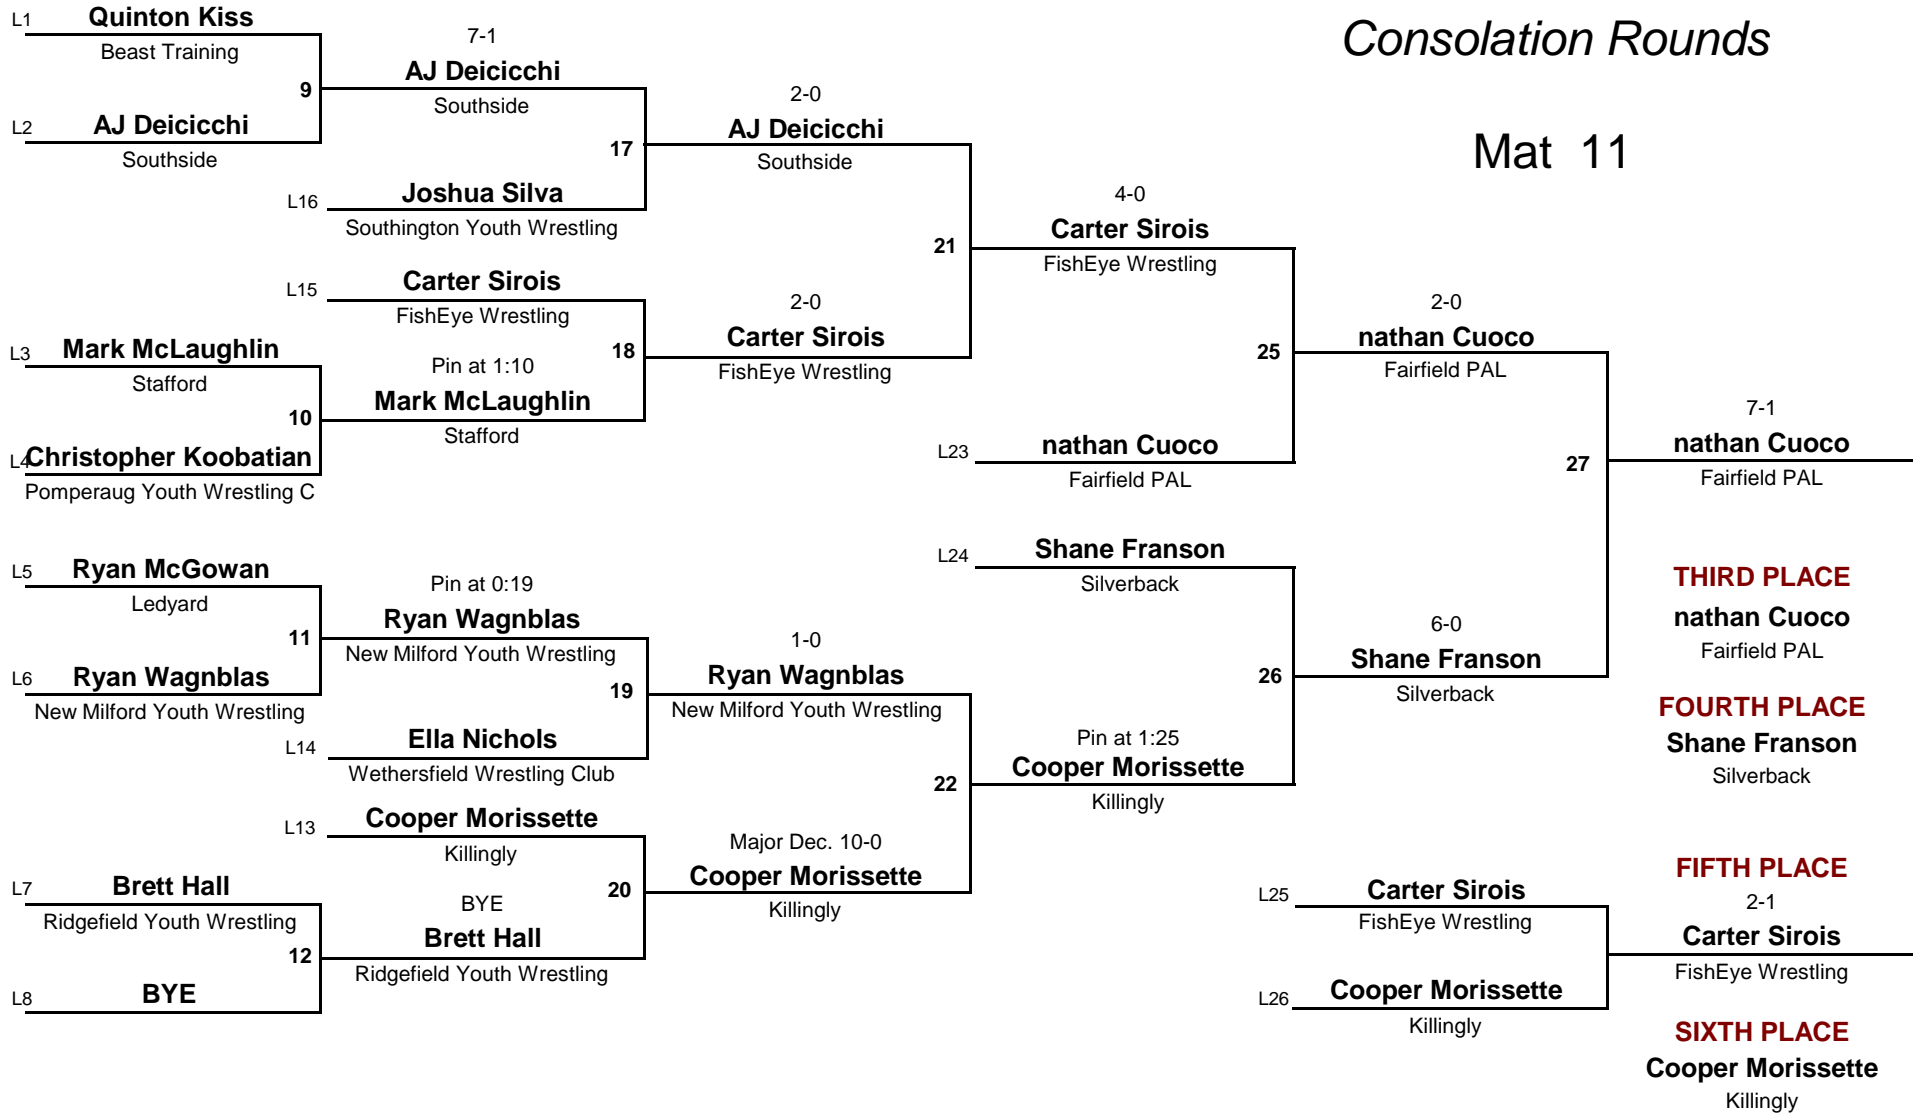 Consolation Rounds
Mat 11
L1 Quinton Kiss
Beast Training
9
L2 AJ Deicicchi
Southside
7-1
AJ Deicicchi
Southside
17
L16 Joshua Silva
Southington Youth Wrestling
L15 Carter Sirois
FishEye Wrestling
18
L3 Mark McLaughlin
Stafford
10
L4 Christopher Koobatian
Pomperaug Youth Wrestling C
Pin at 1:10
Mark McLaughlin
Stafford
L5 Ryan McGowan
Ledyard
11
L6 Ryan Wagnblas
New Milford Youth Wrestling
Pin at 0:19
Ryan Wagnblas
New Milford Youth Wrestling
19
L14 Ella Nichols
Wethersfield Wrestling Club
L13 Cooper Morissette
Killingly
20
L7 Brett Hall
Ridgefield Youth Wrestling
12
L8 BYE
BYE
Brett Hall
Ridgefield Youth Wrestling
2-0
AJ Deicicchi
Southside
21
2-0
Carter Sirois
FishEye Wrestling
1-0
Ryan Wagnblas
New Milford Youth Wrestling
22
Major Dec. 10-0
Cooper Morissette
Killingly
4-0
Carter Sirois
FishEye Wrestling
25
L23 nathan Cuoco
Fairfield PAL
L24 Shane Franson
Silverback
26
Pin at 1:25
Cooper Morissette
Killingly
2-0
nathan Cuoco
Fairfield PAL
27
6-0
Shane Franson
Silverback
7-1
nathan Cuoco
Fairfield PAL
THIRD PLACE
nathan Cuoco
Fairfield PAL
FOURTH PLACE
Shane Franson
Silverback
L25 Carter Sirois
FishEye Wrestling
L26 Cooper Morissette
Killingly
FIFTH PLACE
2-1
Carter Sirois
FishEye Wrestling
SIXTH PLACE
Cooper Morissette
Killingly